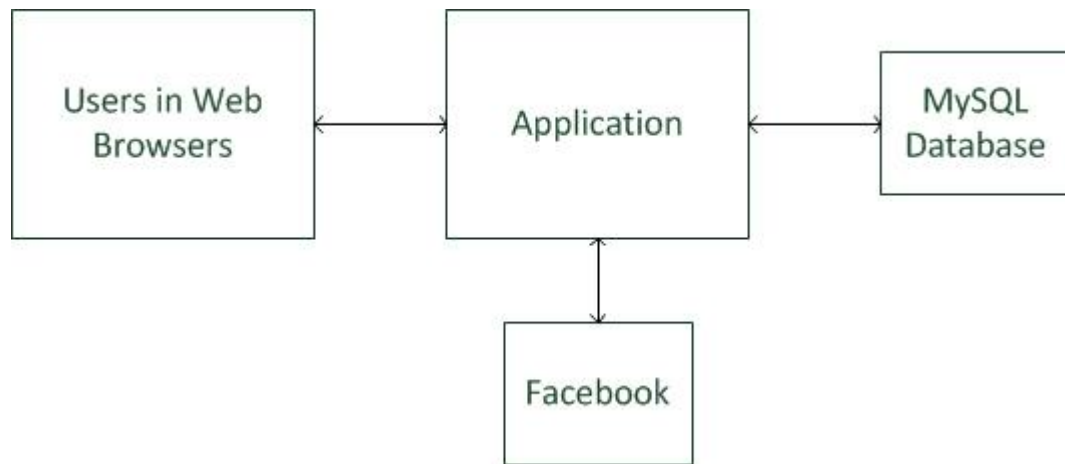 Users in Web
Browsers
Application
MySQL
Database
Facebook